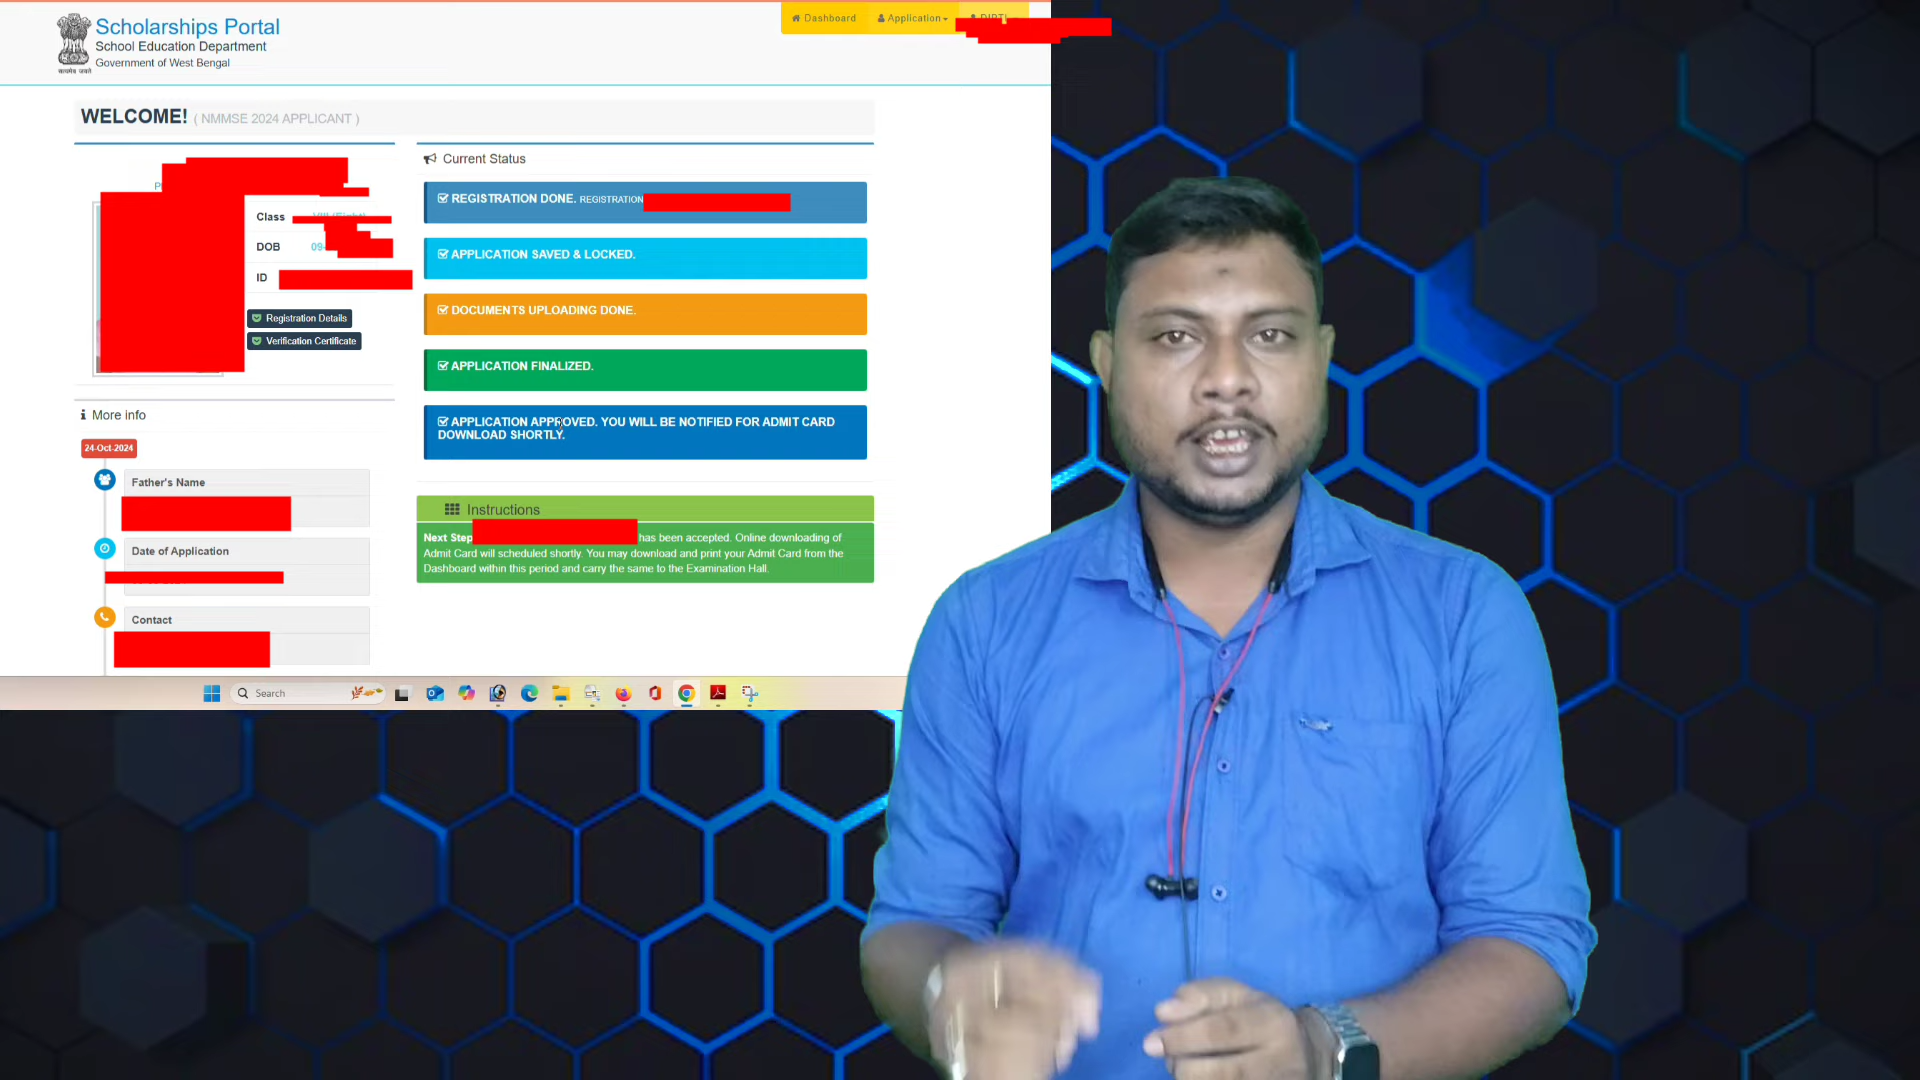 Scholarships Portal
School Education Department
Government of West Bengal
सत्यमेव जयते
Dashboard
Application
WELCOME! ( NMMSE 2024 APPLICANT )
Class
DOB 09-
ID
Registration Details
Verification Certificate
More info
24-Oct-2024
Father's Name
Date of Application
Contact
Current Status
REGISTRATION DONE. REGISTRATION
APPLICATION SAVED & LOCKED.
DOCUMENTS UPLOADING DONE.
APPLICATION FINALIZED.
APPLICATION APPROVED. YOU WILL BE NOTIFIED FOR ADMIT CARD
DOWNLOAD SHORTLY.
Instructions
Next Step has been accepted. Online downloading of
Admit Card will scheduled shortly. You may download and print your Admit Card from the
Dashboard within this period and carry the same to the Examination Hall.
Search